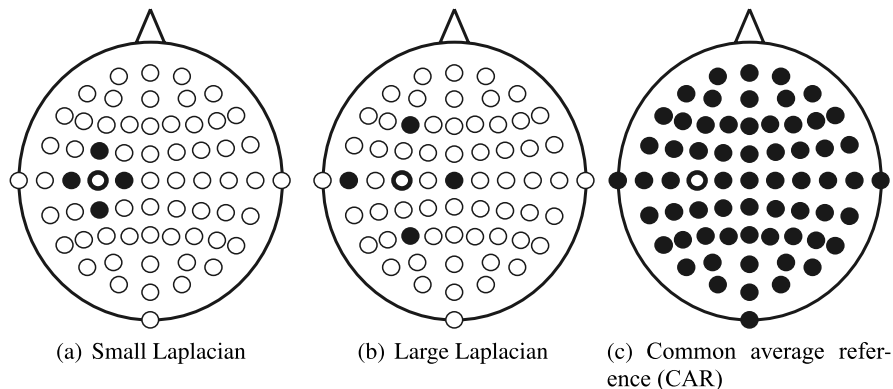 (a) Small Laplacian
(b) Large Laplacian
(c) Common average refer-
ence (CAR)